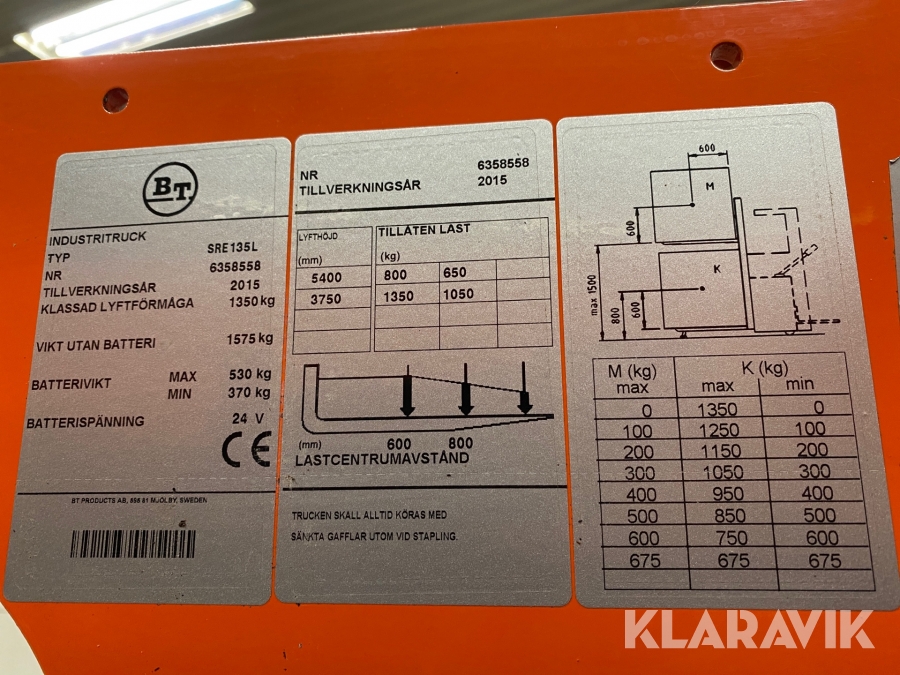 BT
INDUSTRITRUCK
TYP SRE135L
NR 6358558
TILLVERKNINGSÅR 2015
KLASSAD LYFTFÖRMÅGA 1350 kg
VIKT UTAN BATTERI 1575 kg
BATTERIVIKT MAX 530 kg
MIN 370 kg
BATTERISPÄNNING 24 V
CE
BT PRODUCTS AB, 595 81 MJÖLBY, SWEDEN
NR 6358558
TILLVERKNINGSÅR 2015
LYFTHÖJD TILLÅTEN LAST
(mm) (kg)
5400 800 650
3750 1350 1050
(mm) 600 800
LASTCENTRUMAVSTÅND
TRUCKEN SKALL ALLTID KÖRAS MED
SÄNKTA GAFFLAR UTOM VID STAPLING.
600
M
600
K
max 1500
800
600
M (kg) K (kg)
max max min
0 1350 0
100 1250 100
200 1150 200
300 1050 300
400 950 400
500 850 500
600 750 600
675 675 675
KLARAVIK